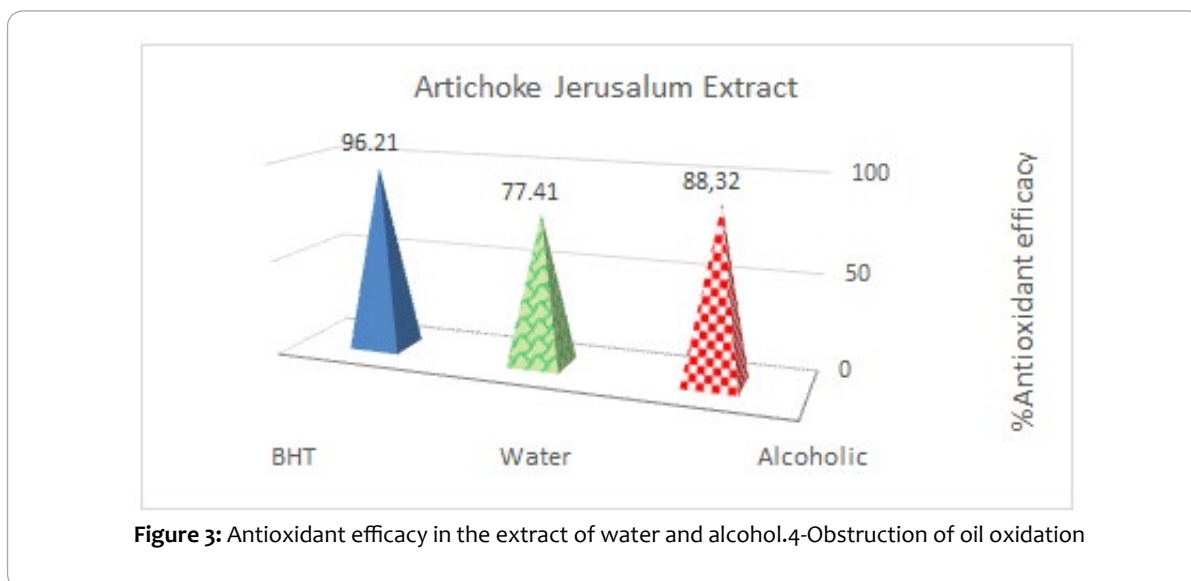 Artichoke Jerusalum Extract
96.21
77.41
88,32
100
50
0
%Antioxidant efficacy
BHT
Water
Alcoholic
Figure 3: Antioxidant efficacy in the extract of water and alcohol.4-Obstruction of oil oxidation